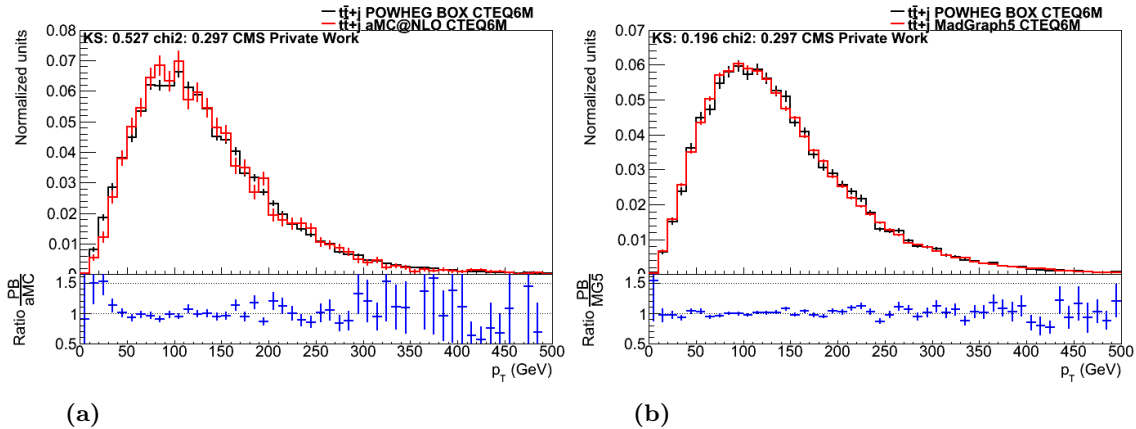 tt̄+j POWHEG BOX CTEQ6M
tt̄+j aMC@NLO CTEQ6M
KS: 0.527 chi2: 0.297 CMS Private Work
Normalized units
0.08
0.07
0.06
0.05
0.04
0.03
0.02
0.01
Ratio PB/aMC
1.5
1
0.5
0 50 100 150 200 250 300 350 400 450 500
p_T (GeV)
(a)
tt̄+j POWHEG BOX CTEQ6M
tt̄+j MadGraph5 CTEQ6M
KS: 0.196 chi2: 0.297 CMS Private Work
Normalized units
0.07
0.06
0.05
0.04
0.03
0.02
0.01
Ratio PB/MG5
1.5
1
0.5
0 50 100 150 200 250 300 350 400 450 500
p_T (GeV)
(b)